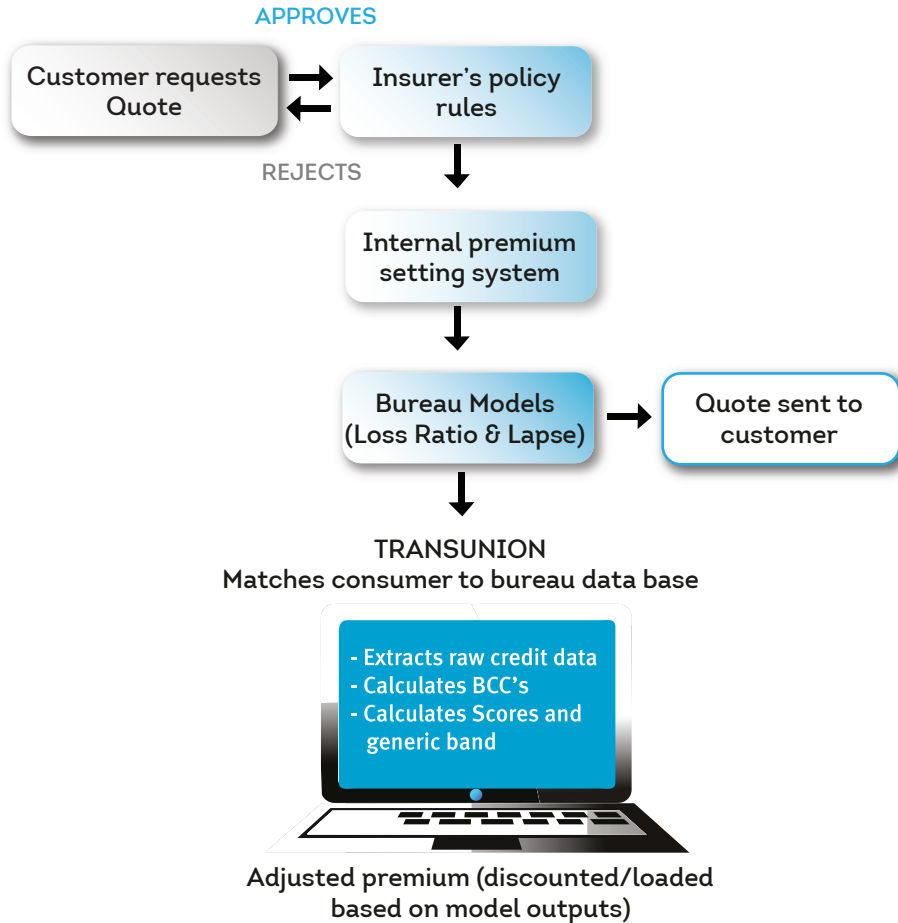 APPROVES
Customer requests
Quote
Insurer's policy
rules
REJECTS
Internal premium
setting system
Bureau Models
(Loss Ratio & Lapse)
Quote sent to
customer
TRANSUNION
Matches consumer to bureau data base
- Extracts raw credit data
- Calculates BCC's
- Calculates Scores and
generic band
Adjusted premium (discounted/loaded
based on model outputs)